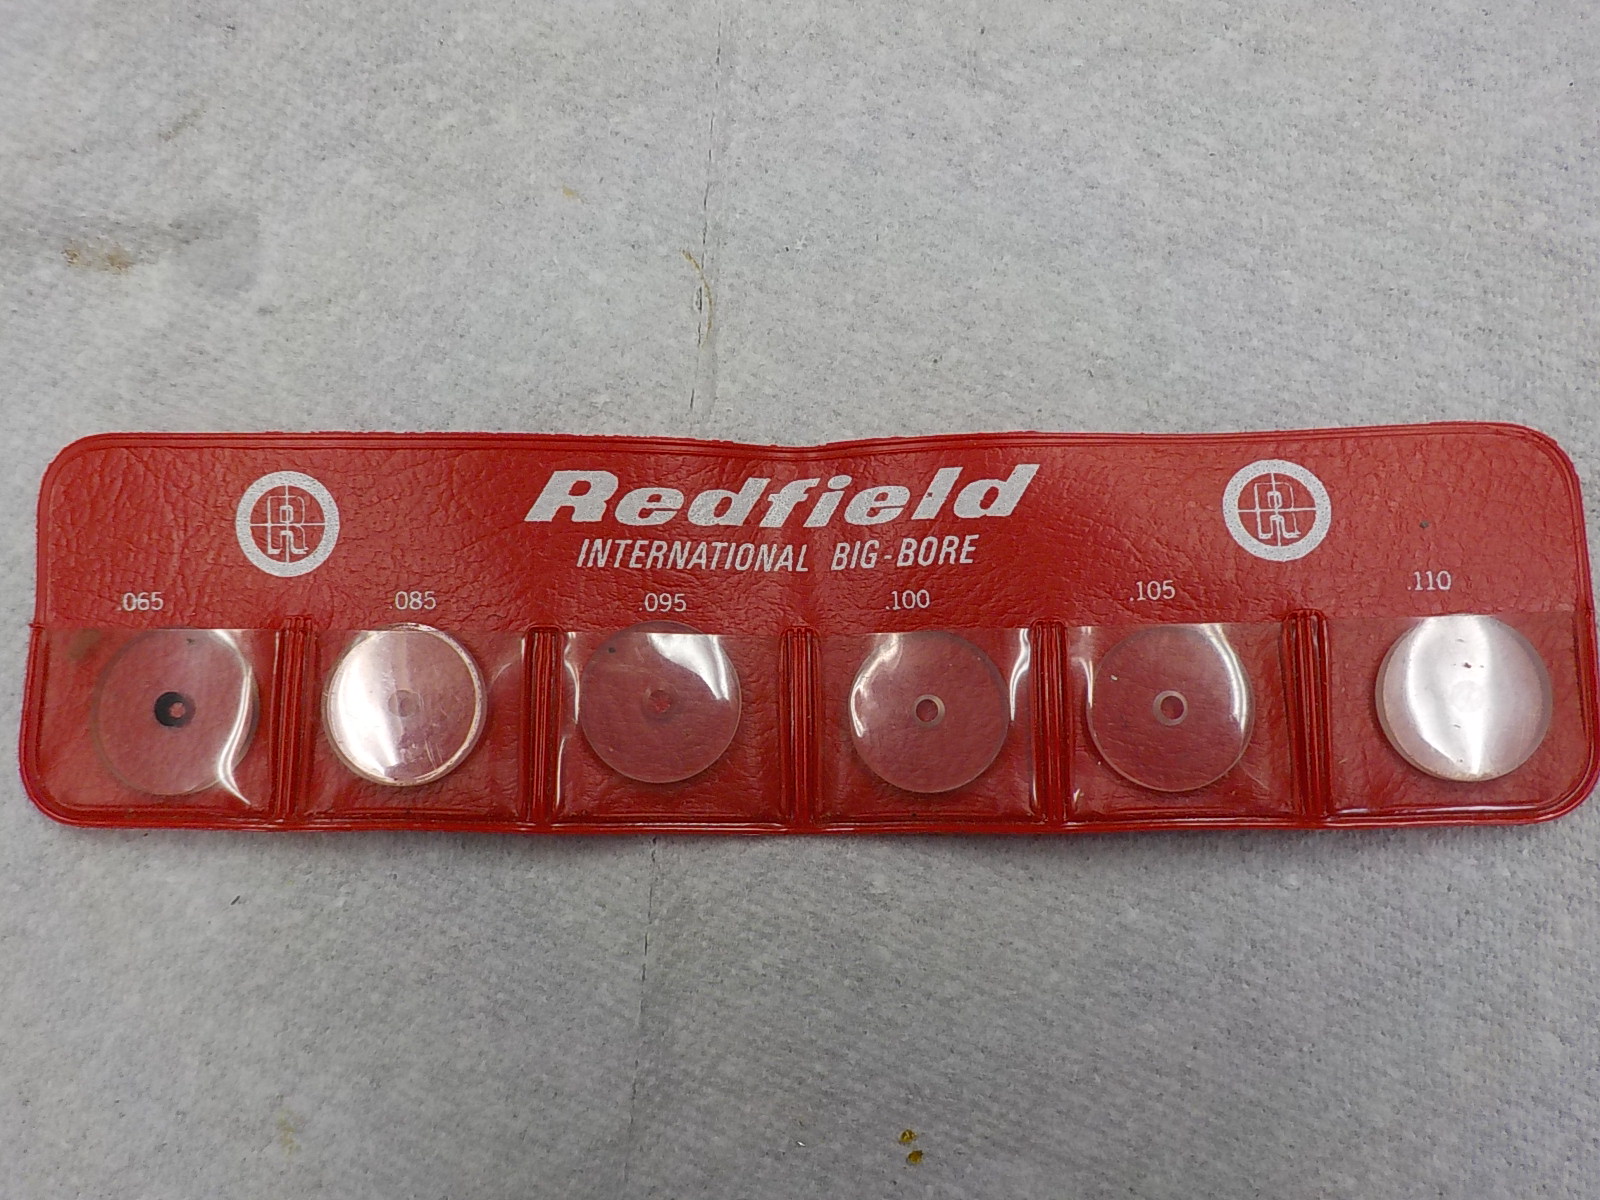 Redfield
INTERNATIONAL BIG-BORE
.065 .085 .095 .100 .105 .110